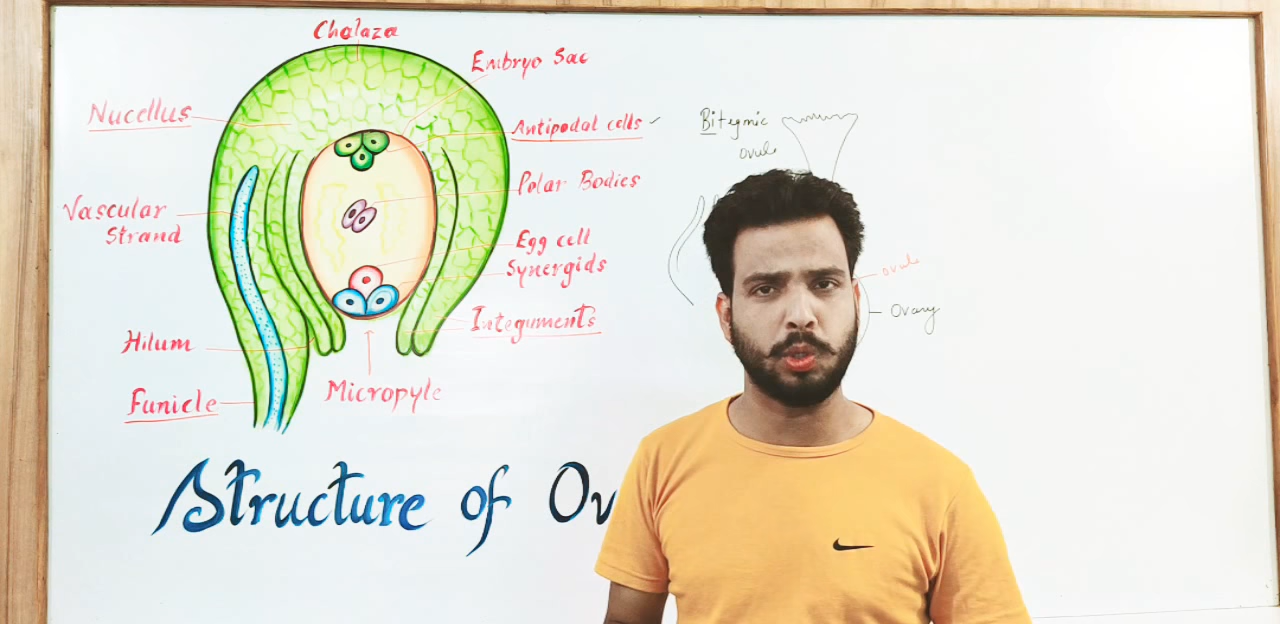 Chalaza
Embryo Sac
Nucellus
Antipodal cells
Polar Bodies
Vascular
Strand
Egg cell
Synergids
Integuments
Hilum
Funicle
Micropyle
Structure of Ov
Bitegmic
ovule
ovule
Ovary